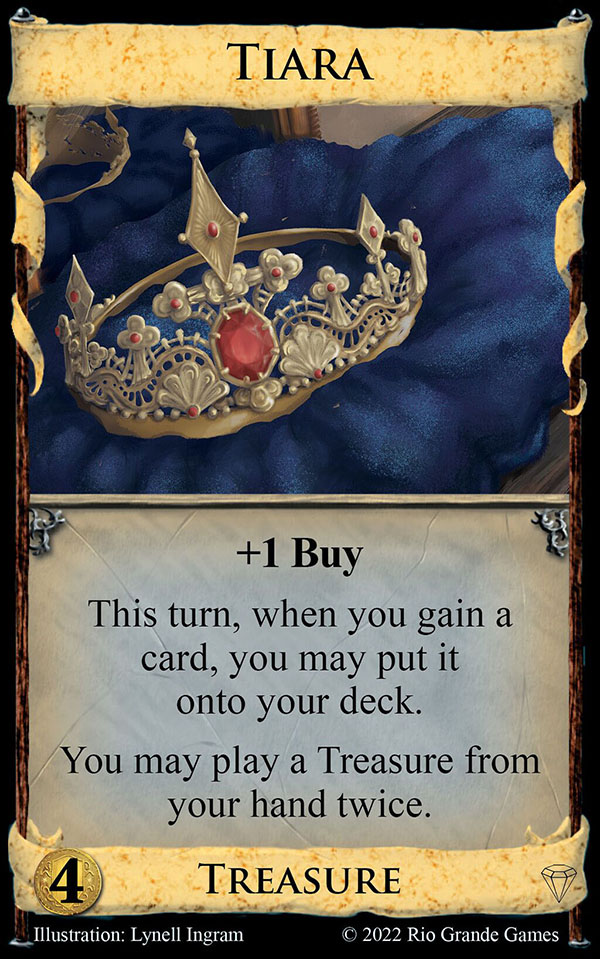 TIARA
+1 Buy
This turn, when you gain a
card, you may put it
onto your deck.
You may play a Treasure from
your hand twice.
4
TREASURE
Illustration: Lynell Ingram
© 2022 Rio Grande Games